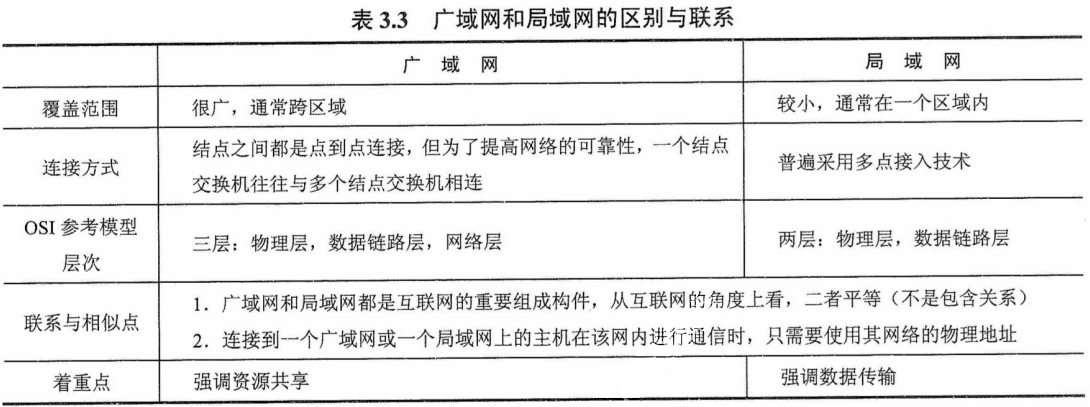 表 3.3 广域网和局域网的区别与联系
广 域 网
局 域 网
覆盖范围
很广，通常跨区域
较小，通常在一个区域内
连接方式
结点之间都是点到点连接，但为了提高网络的可靠性，一个结点
交换机往往与多个结点交换机相连
普遍采用多点接入技术
OSI 参考模型
层次
三层：物理层，数据链路层，网络层
两层：物理层，数据链路层
联系与相似点
1．广域网和局域网都是互联网的重要组成构件，从互联网的角度上看，二者平等（不是包含关系）
2．连接到一个广域网或一个局域网上的主机在该网内进行通信时，只需要使用其网络的物理地址
着重点
强调资源共享
强调数据传输